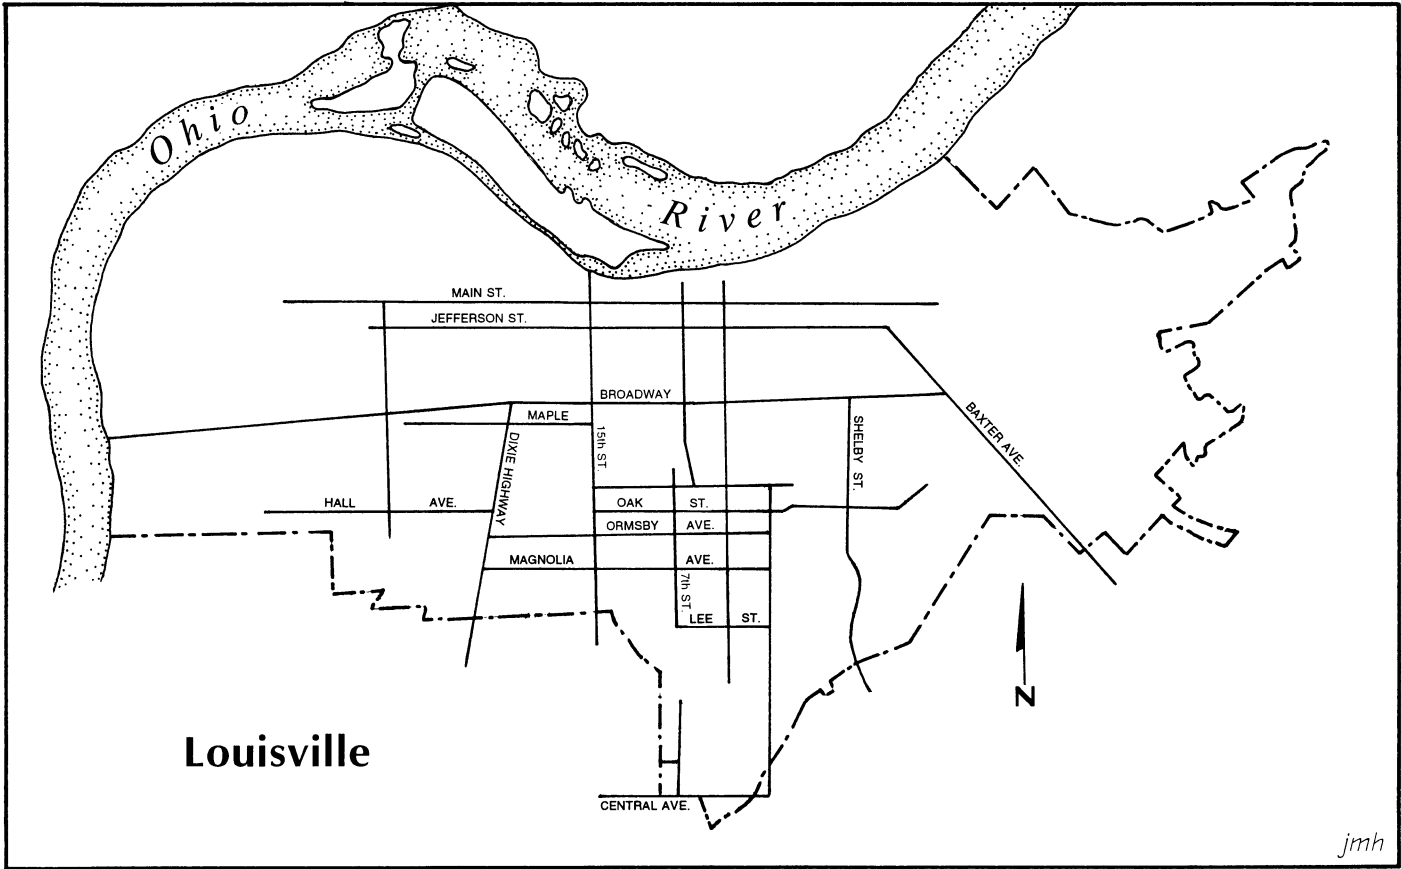 Ohio
River
MAIN ST.
JEFFERSON ST.
BROADWAY
MAPLE
DIXIE HIGHWAY
15th ST.
SHELBY ST.
BAXTER AVE.
HALL AVE.
OAK ST.
ORMSBY AVE.
MAGNOLIA AVE.
7th ST.
LEE ST.
N
Louisville
CENTRAL AVE.
jmh